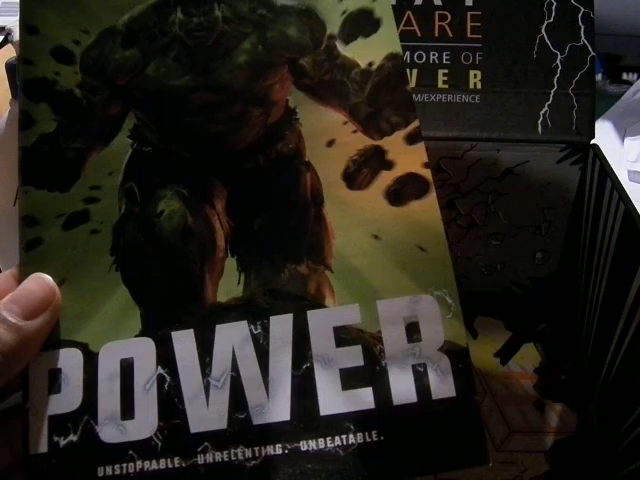 ARE
MORE OF
VER
M/EXPERIENCE
POWER
UNSTOPPABLE. UNRELENTING. UNBEATABLE.